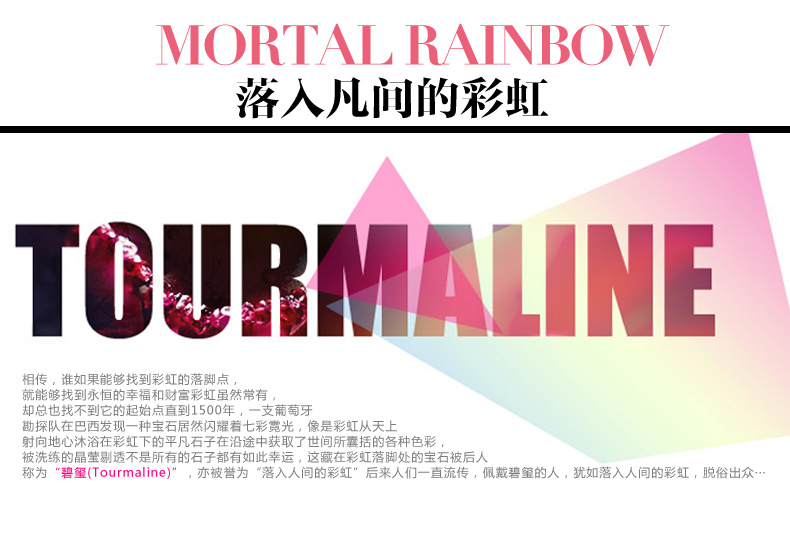 MORTAL RAINBOW
落入凡间的彩虹
TOURMALINE
相传，谁如果能够找到彩虹的落脚点，
就能够找到永恒的幸福和财富彩虹虽然常有，
却总也找不到它的起始点直到1500年，一支葡萄牙
勘探队在巴西发现一种宝石居然闪耀着七彩霓光，像是彩虹从天上
射向地心沐浴在彩虹下的平凡石子在沿途中获取了世间所囊括的各种色彩，
被洗练的晶莹剔透不是所有的石子都有如此幸运，这藏在彩虹落脚处的宝石被后人
称为“碧玺(Tourmaline)”，亦被誉为“落入人间的彩虹”后来人们一直流传，佩戴碧玺的人，犹如落入人间的彩虹，脱俗出众…